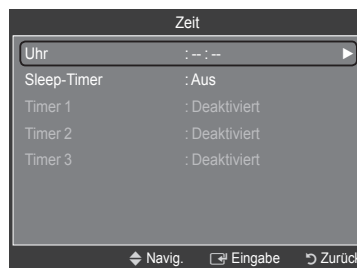 Zeit
Uhr : -- : -- ►
Sleep-Timer : Aus
Timer 1 : Deaktiviert
Timer 2 : Deaktiviert
Timer 3 : Deaktiviert
Navig. Eingabe Zurück